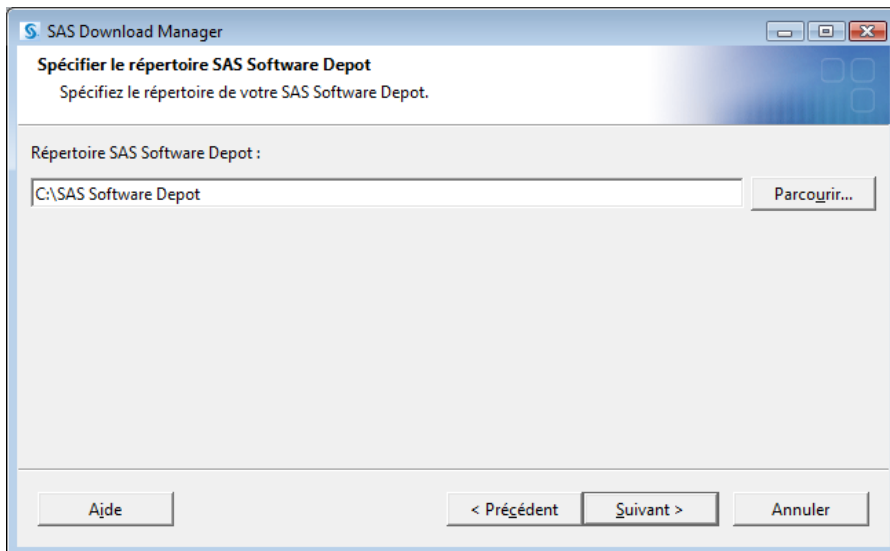 SAS Download Manager
Spécifier le répertoire SAS Software Depot
Spécifiez le répertoire de votre SAS Software Depot.
Répertoire SAS Software Depot :
C:\SAS Software Depot
Parcourir...
Aide
< Précédent
Suivant >
Annuler